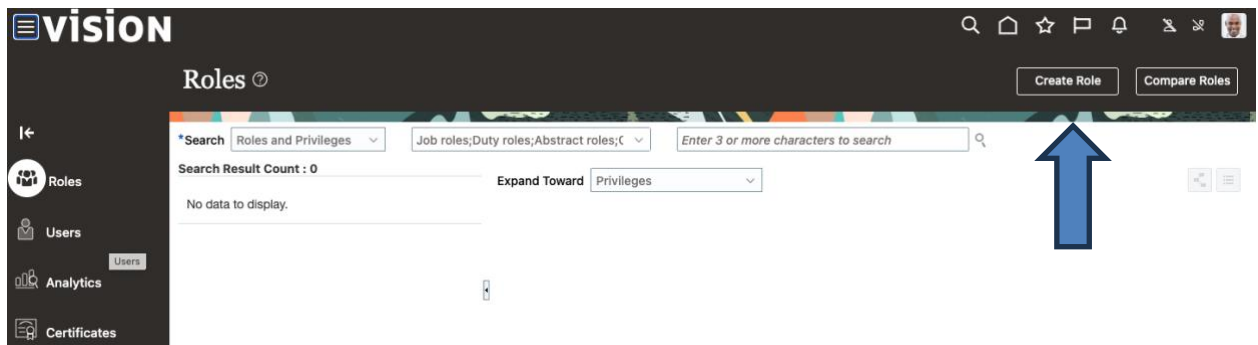 vision
Roles
Create Role
Compare Roles
*Search Roles and Privileges Job roles;Duty roles;Abstract roles;( Enter 3 or more characters to search
Roles
Search Result Count : 0
Expand Toward Privileges
No data to display.
Users
Users
Analytics
Certificates